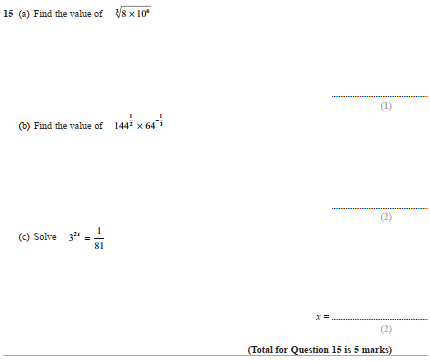 15 (a) Find the value of ∛(8 × 10⁶)
(1)
(b) Find the value of 144^(1/2) × 64^(-1/3)
(2)
(c) Solve 3^(2x) = 1/81
x =
(2)
(Total for Question 15 is 5 marks)